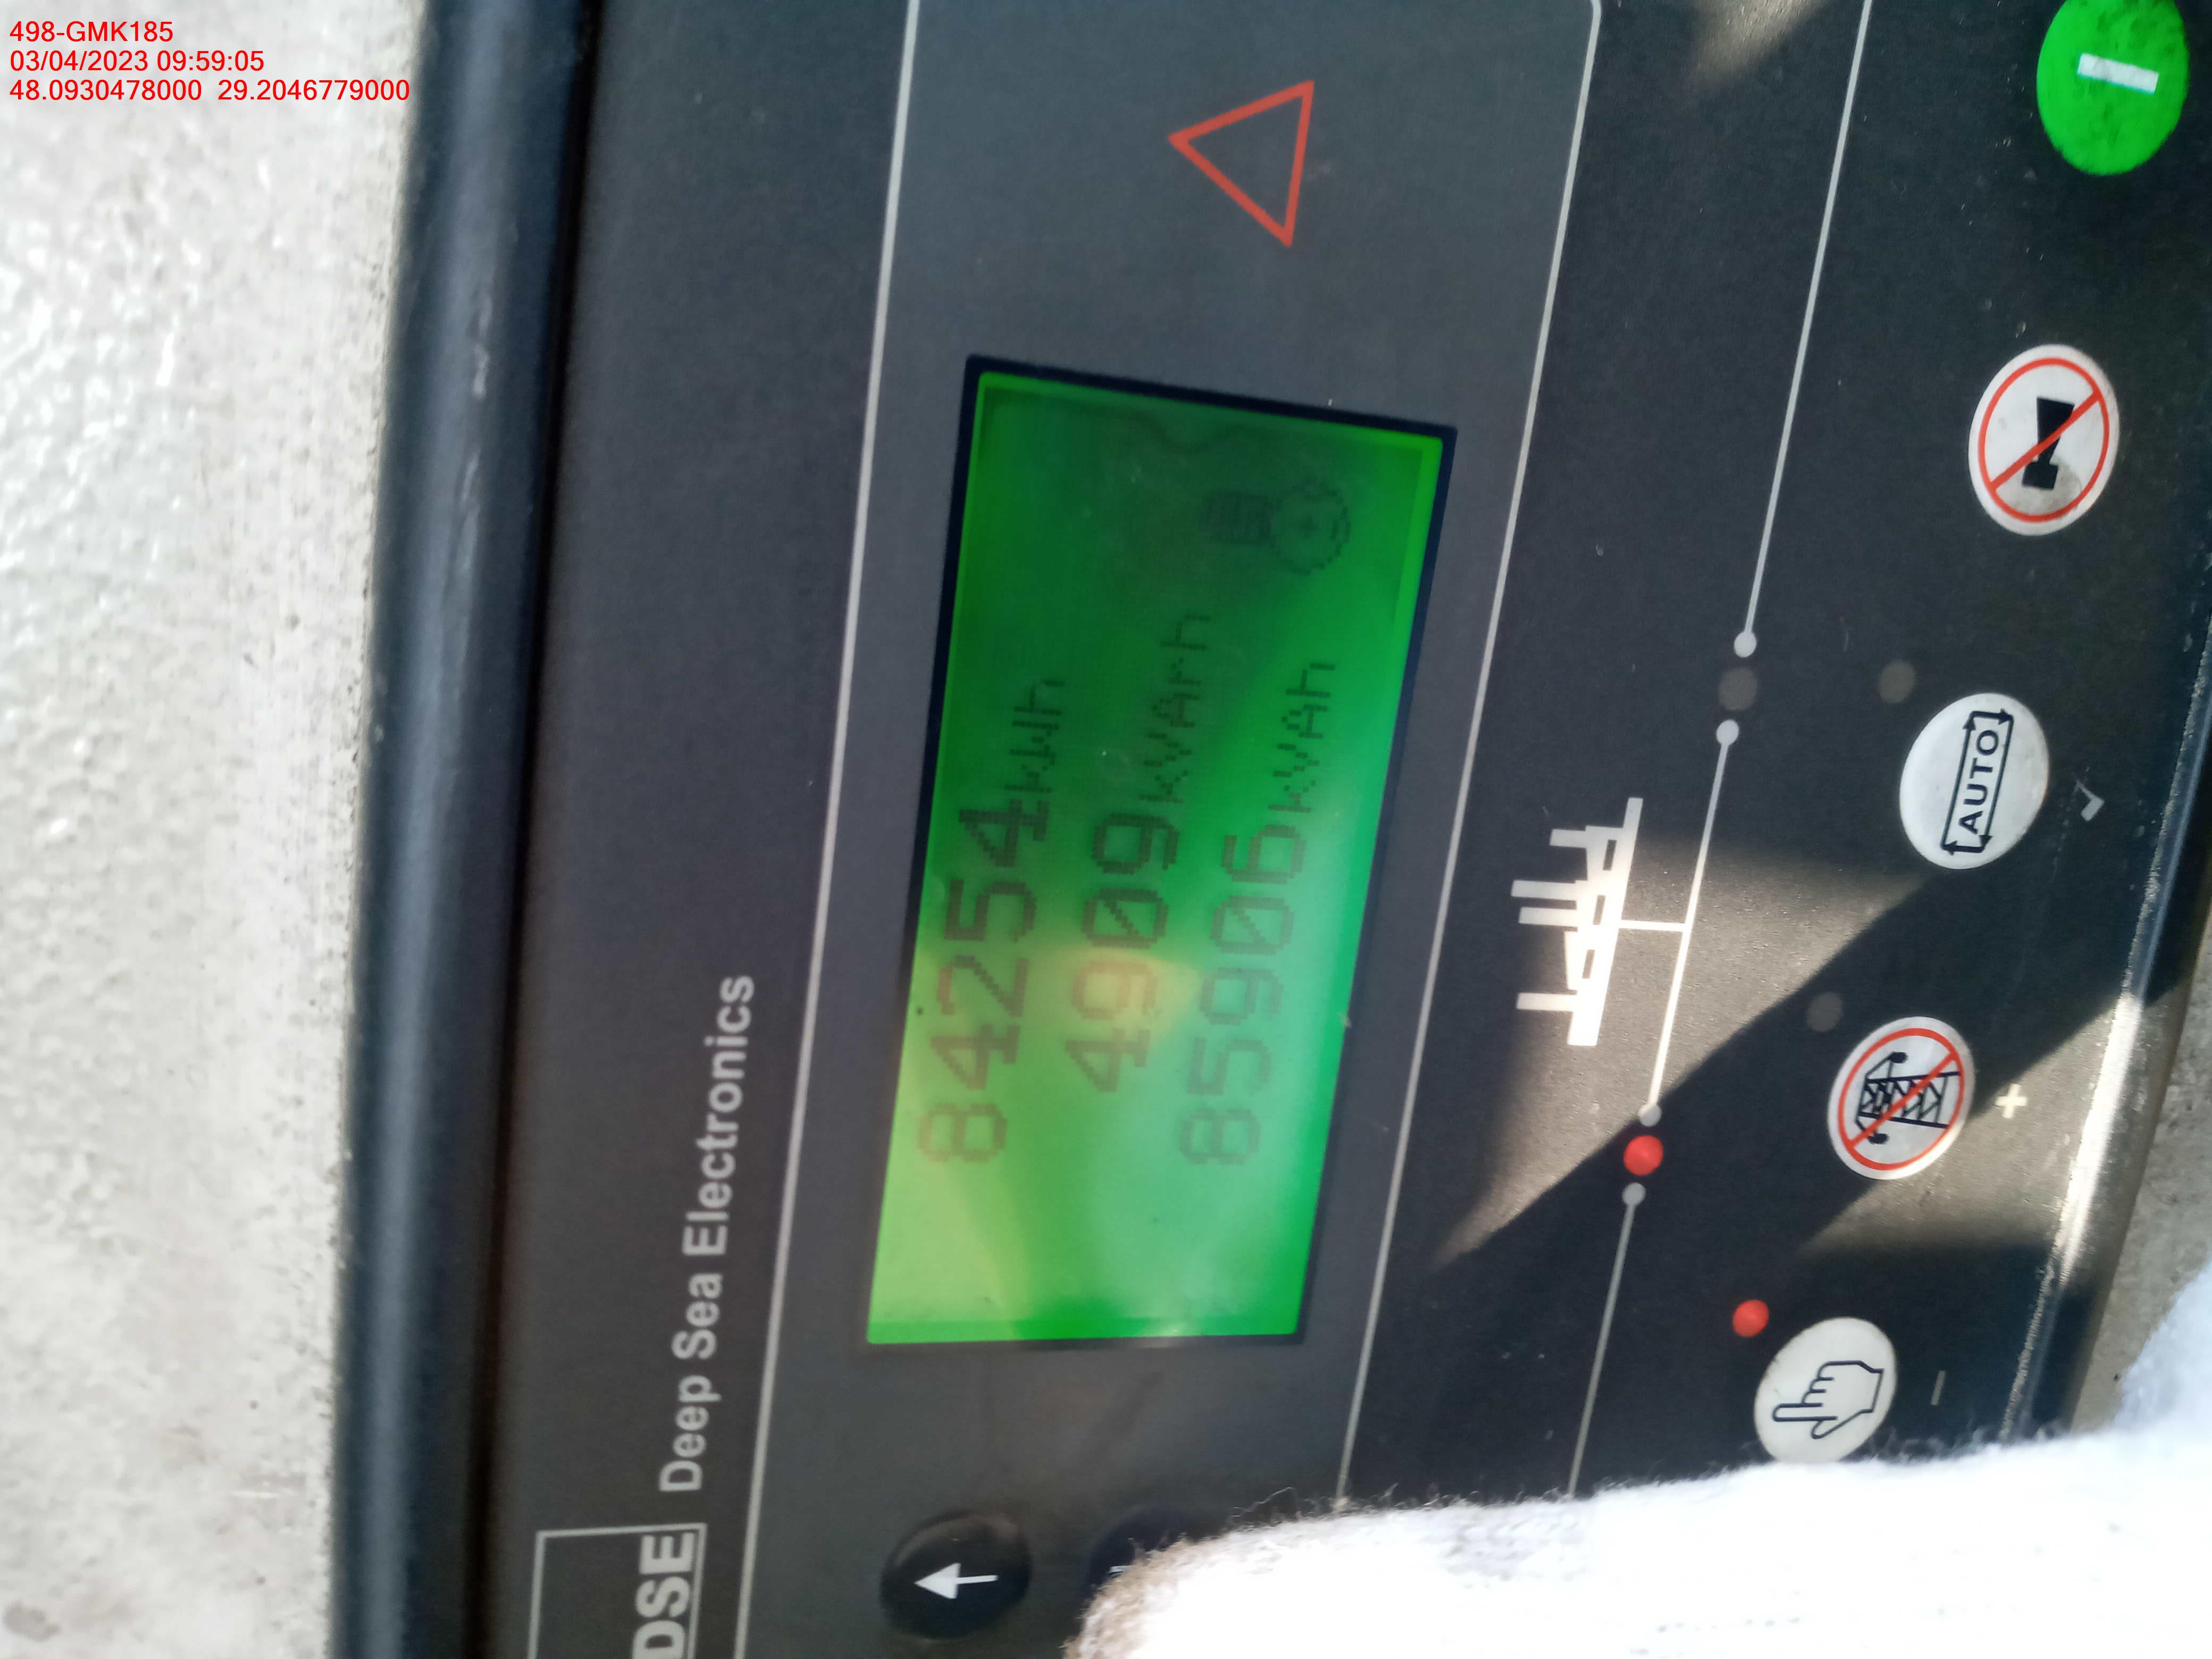 498-GMK185
03/04/2023 09:59:05
48.0930478000 29.2046779000
DSE Deep Sea Electronics
84254kWh
4909kVArh
85906kVAh
AUTO